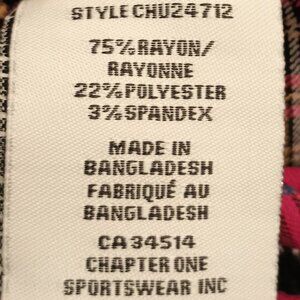 STYLE CHU24712
75% RAYON/
RAYONNE
22% POLYESTER
3% SPANDEX
MADE IN
BANGLADESH
FABRIQUÉ AU
BANGLADESH
CA 34514
CHAPTER ONE
SPORTSWEAR INC